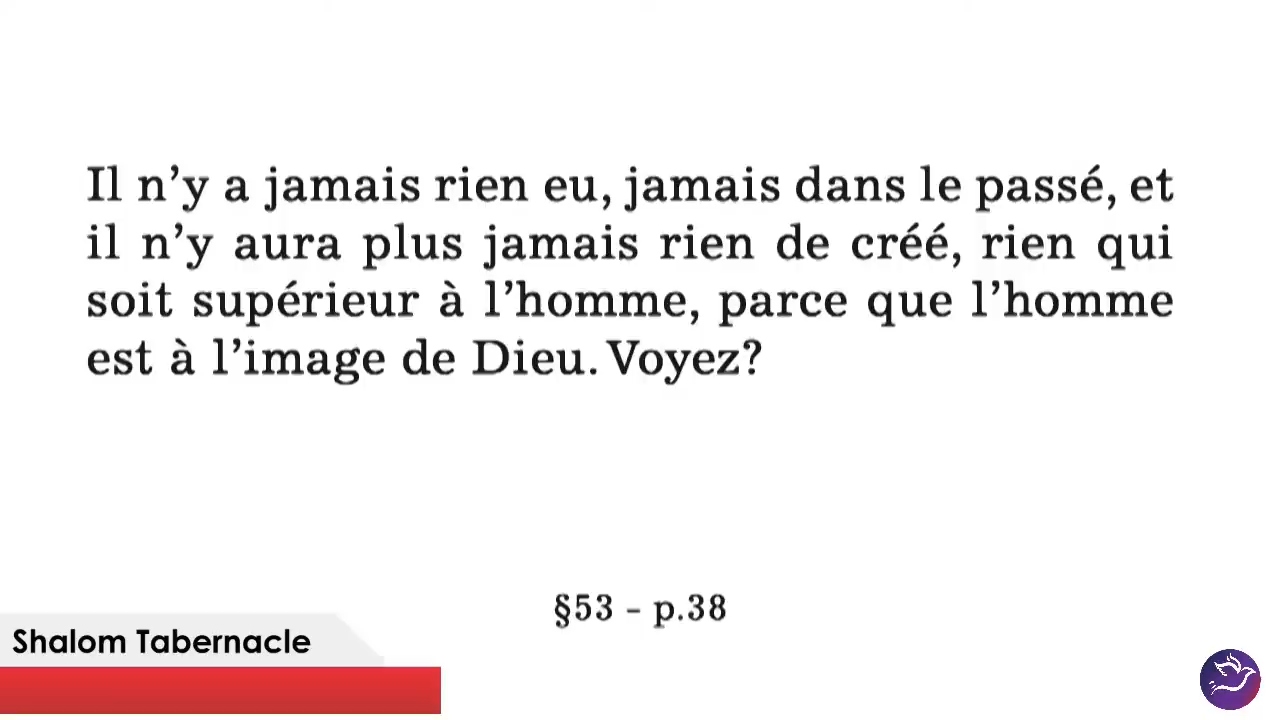 Il n’y a jamais rien eu, jamais dans le passé, et
il n’y aura plus jamais rien de créé, rien qui
soit supérieur à l’homme, parce que l’homme
est à l’image de Dieu. Voyez?
§53 - p.38
Shalom Tabernacle